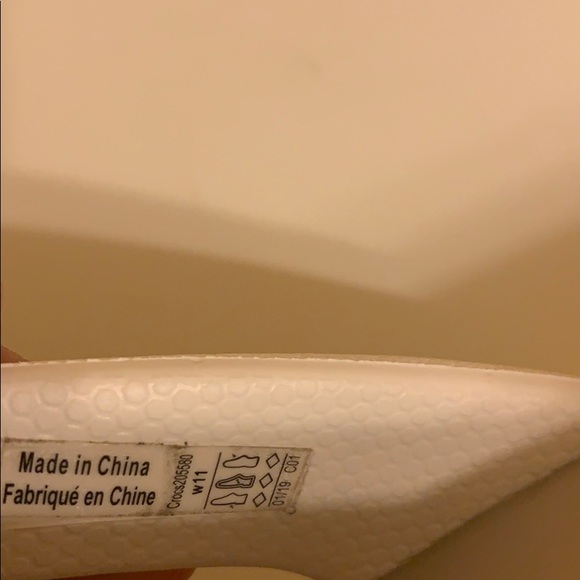 Made in China
Fabriqué en Chine
Crocs205680
w11
01/19 C01